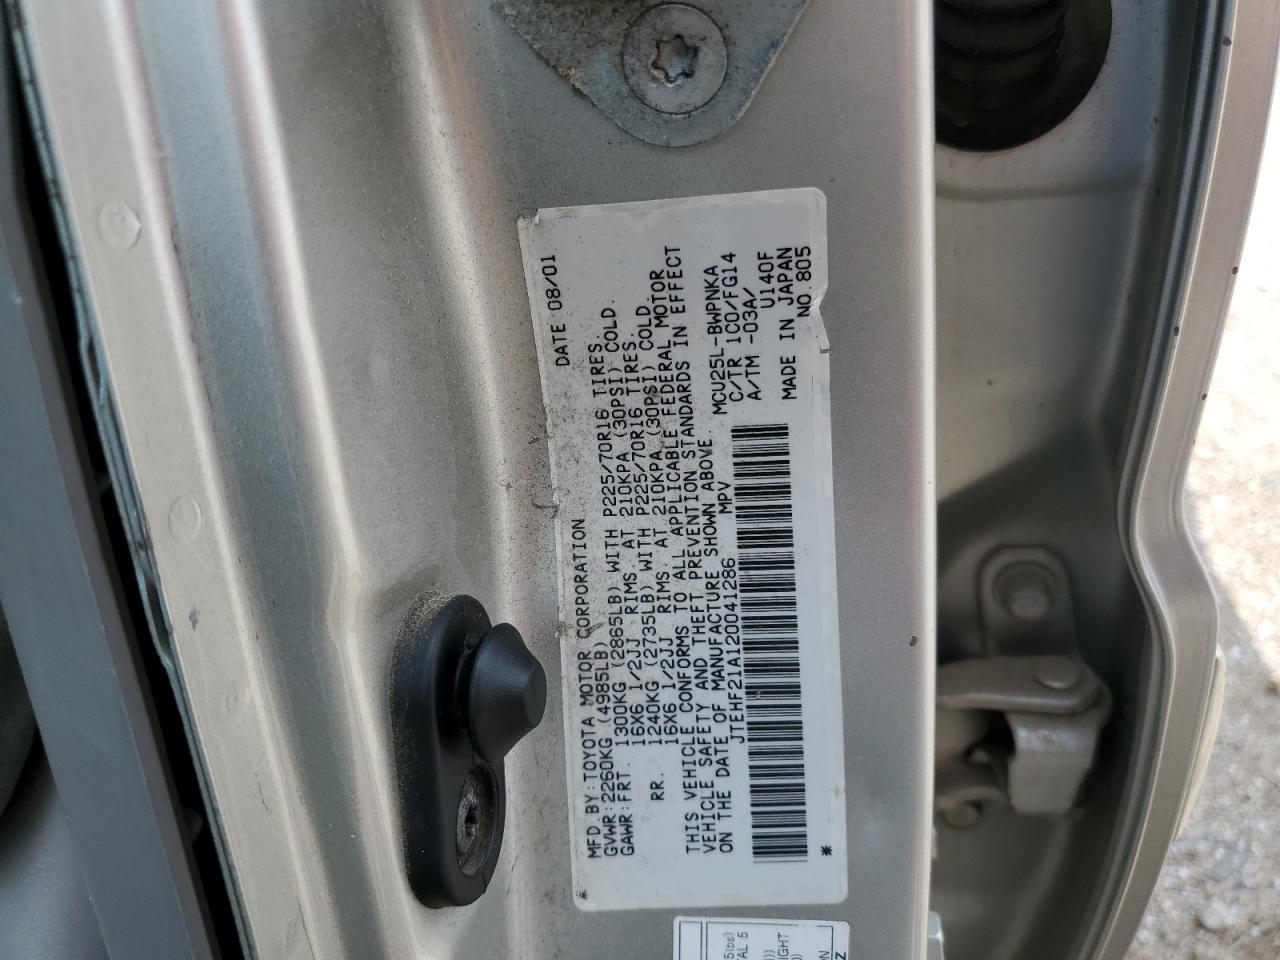 DATE 08/01
MFD. BY: TOYOTA MOTOR CORPORATION
GVWR: 2260KG (4985LB)
GAWR: FRT. 1300KG (2865LB) WITH P225/70R16 TIRES.
16X6 1/2JJ RIMS. AT 210KPA (30PSI) COLD.
RR. 1240KG (2735LB) WITH P225/70R16 TIRES.
16X6 1/2JJ RIMS AT 210KPA (30PSI) COLD.
THIS VEHICLE CONFORMS TO ALL APPLICABLE FEDERAL MOTOR
VEHICLE SAFETY AND THEFT PREVENTION STANDARDS IN EFFECT
ON THE DATE OF MANUFACTURE SHOWN ABOVE.
JTEHF21A120041286 MPV
MCU25L-BWPNKA
C/TR 1C0/FG14
A/TM -03A/
U140F
MADE IN JAPAN
* NO. 805
5lbs)
TAL 5
IGHT